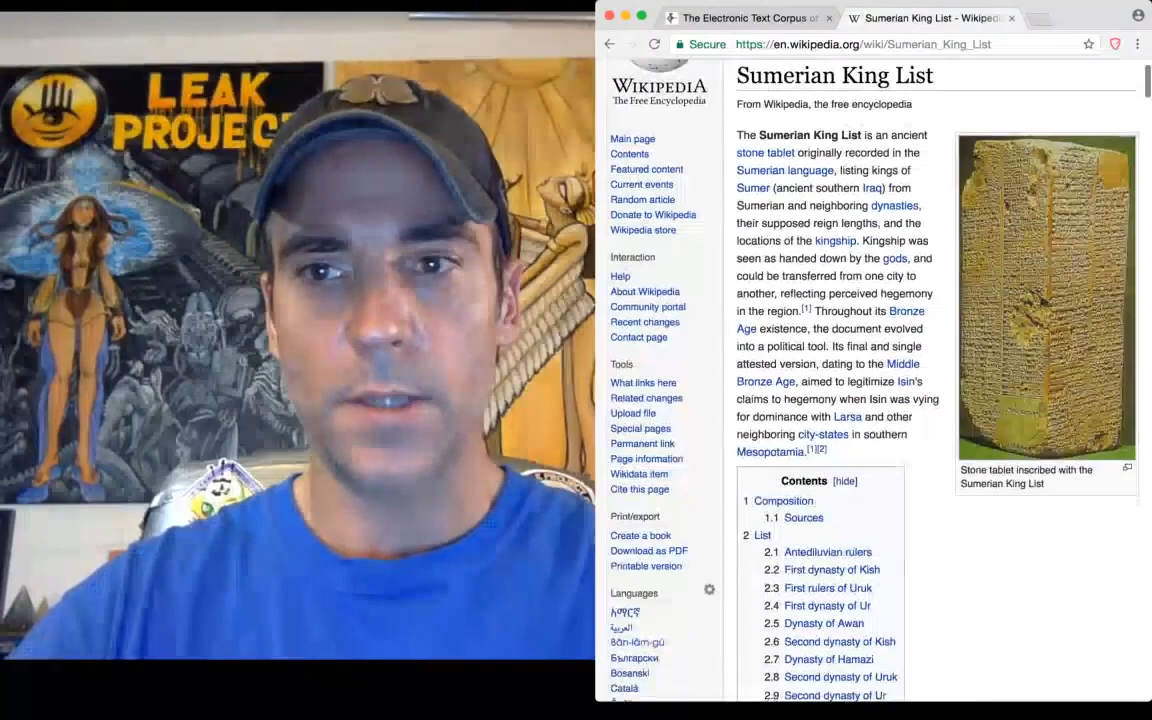 LEAK
PROJEC
The Electronic Text Corpus of
Sumerian King List - Wikiped
Secure
https://en.wikipedia.org/wiki/Sumerian_King_List
WIKIPEDIA
The Free Encyclopedia
Main page
Contents
Featured content
Current events
Random article
Donate to Wikipedia
Wikipedia store
Interaction
Help
About Wikipedia
Community portal
Recent changes
Contact page
Tools
What links here
Related changes
Upload file
Special pages
Permanent link
Page information
Wikidata item
Cite this page
Print/export
Create a book
Download as PDF
Printable version
Languages
አማርኛ
العربية
Bân-lâm-gú
Български
Bosanski
Català
Sumerian King List
From Wikipedia, the free encyclopedia
The Sumerian King List is an ancient
stone tablet originally recorded in the
Sumerian language, listing kings of
Sumer (ancient southern Iraq) from
Sumerian and neighboring dynasties,
their supposed reign lengths, and the
locations of the kingship. Kingship was
seen as handed down by the gods, and
could be transferred from one city to
another, reflecting perceived hegemony
in the region.[1] Throughout its Bronze
Age existence, the document evolved
into a political tool. Its final and single
attested version, dating to the Middle
Bronze Age, aimed to legitimize Isin's
claims to hegemony when Isin was vying
for dominance with Larsa and other
neighboring city-states in southern
Mesopotamia.[1][2]
Stone tablet inscribed with the
Sumerian King List
Contents [hide]
1 Composition
1.1 Sources
2 List
2.1 Antediluvian rulers
2.2 First dynasty of Kish
2.3 First rulers of Uruk
2.4 First dynasty of Ur
2.5 Dynasty of Awan
2.6 Second dynasty of Kish
2.7 Dynasty of Hamazi
2.8 Second dynasty of Uruk
2.9 Second dynasty of Ur